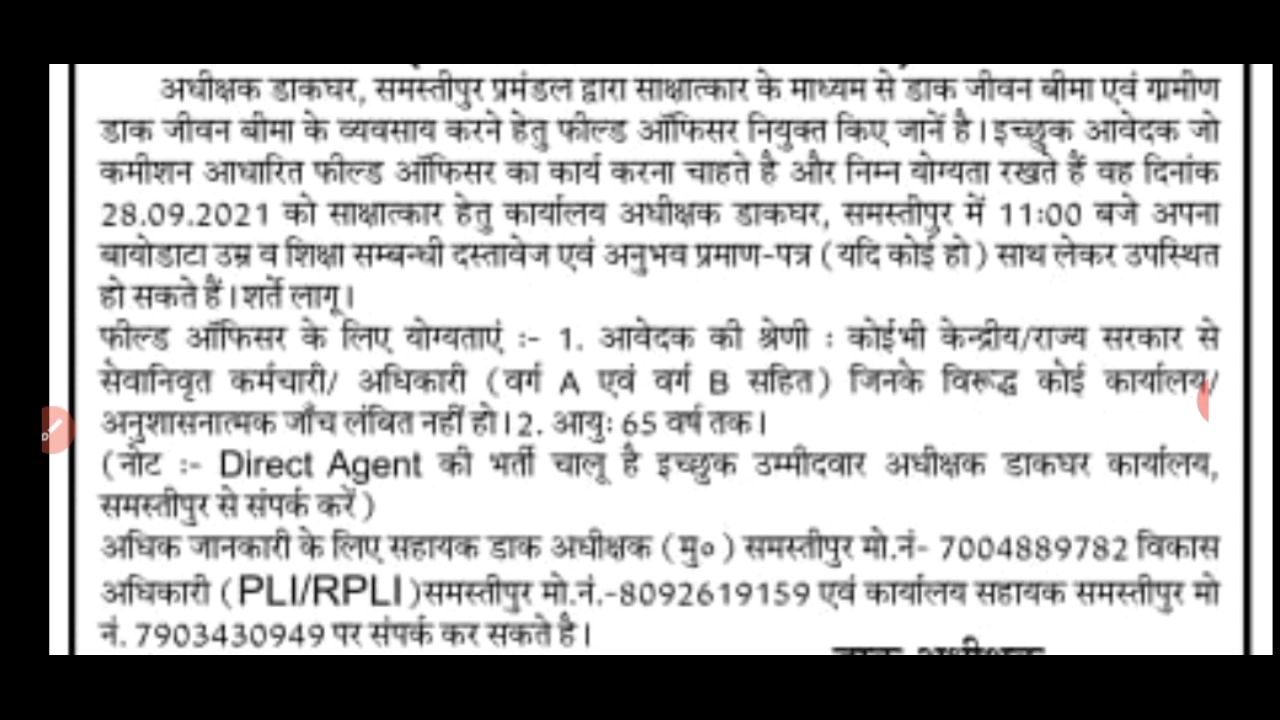 अधीक्षक डाकघर, समस्तीपुर प्रमंडल द्वारा साक्षात्कार के माध्यम से डाक जीवन बीमा एवं ग्रामीण
डाक जीवन बीमा के व्यवसाय करने हेतु फील्ड ऑफिसर नियुक्त किए जानें है। इच्छुक आवेदक जो
कमीशन आधारित फील्ड ऑफिसर का कार्य करना चाहते है और निम्न योग्यता रखते हैं वह दिनांक
28.09.2021 को साक्षात्कार हेतु कार्यालय अधीक्षक डाकघर, समस्तीपुर में 11:00 बजे अपना
बायोडाटा उम्र व शिक्षा सम्बन्धी दस्तावेज एवं अनुभव प्रमाण-पत्र (यदि कोई हो) साथ लेकर उपस्थित
हो सकते हैं। शर्ते लागू।
फील्ड ऑफिसर के लिए योग्यताएं :- 1. आवेदक की श्रेणी : कोईभी केन्द्रीय/राज्य सरकार से
सेवानिवृत कर्मचारी/ अधिकारी (वर्ग A एवं वर्ग B सहित) जिनके विरूद्ध कोई कार्यालय/
अनुशासनात्मक जाँच लंबित नहीं हो। 2. आयुः 65 वर्ष तक।
(नोट :- Direct Agent की भर्ती चालू है इच्छुक उम्मीदवार अधीक्षक डाकघर कार्यालय,
समस्तीपुर से संपर्क करें)
अधिक जानकारी के लिए सहायक डाक अधीक्षक (मु०) समस्तीपुर मो.नं- 7004889782 विकास
अधिकारी (PLI/RPLI)समस्तीपुर मो.नं.-8092619159 एवं कार्यालय सहायक समस्तीपुर मो
नं. 7903430949 पर संपर्क कर सकते है।
डाक अधीक्षक